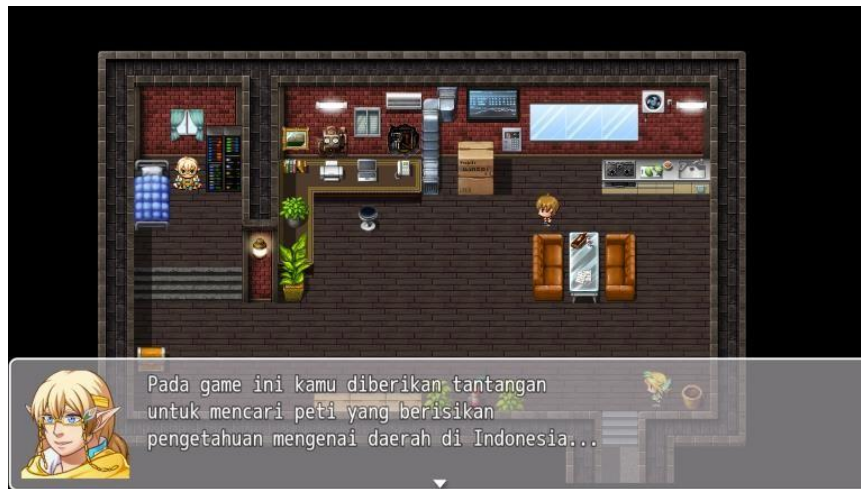 Pada game ini kamu diberikan tantangan
untuk mencari peti yang berisikan
pengetahuan mengenai daerah di Indonesia...